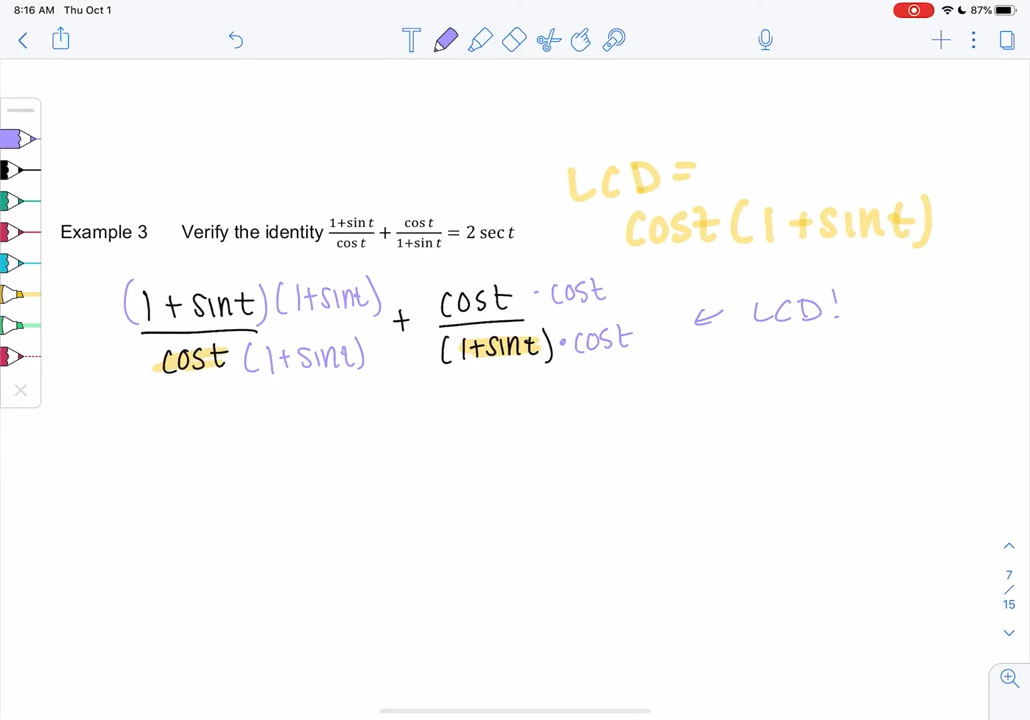 8:16 AM Thu Oct 1
87%
LCD =
cost (1 + sint)
Example 3 Verify the identity \frac{1+sin t}{cos t} + \frac{cos t}{1+sin t} = 2 sec t
(1 + sint)(1+sint) + cost · cost ← LCD!
cost (1+sint) (1+sint) · cost
7
/
15